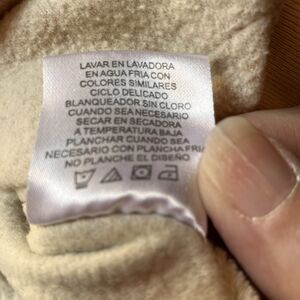 LAVAR EN LAVADORA
EN AGUA FRIA CON
COLORES SIMILARES
CICLO DELICADO
BLANQUEADOR SIN CLORO
CUANDO SEA NECESARIO
SECAR EN SECADORA
A TEMPERATURA BAJA
PLANCHAR CUANDO SEA
NECESARIO CON PLANCHA FRIA
NO PLANCHE EL DISEÑO